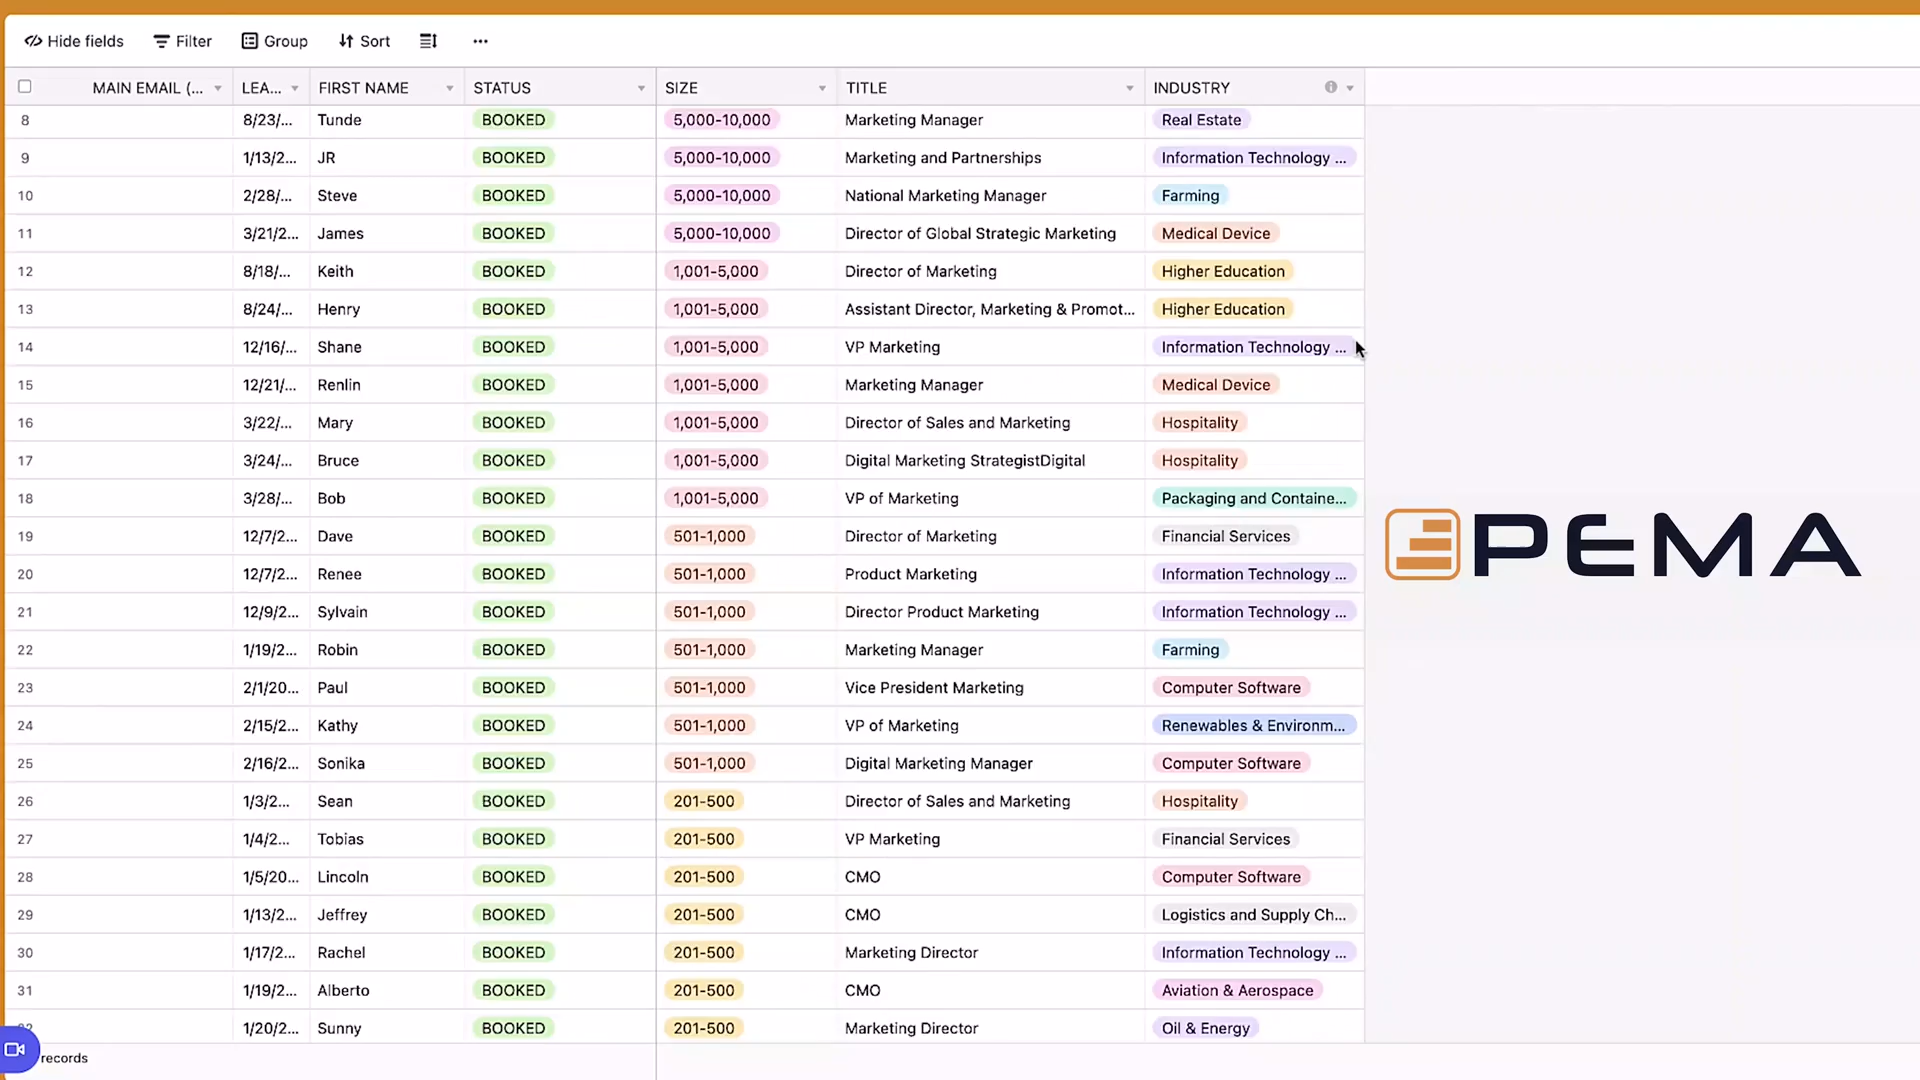 Hide fields Filter Group Sort ...
MAIN EMAIL (... LEA... FIRST NAME STATUS SIZE TITLE INDUSTRY
8 8/23/... Tunde BOOKED 5,000-10,000 Marketing Manager Real Estate
9 1/13/2... JR BOOKED 5,000-10,000 Marketing and Partnerships Information Technology ...
10 2/28/... Steve BOOKED 5,000-10,000 National Marketing Manager Farming
11 3/21/2... James BOOKED 5,000-10,000 Director of Global Strategic Marketing Medical Device
12 8/18/... Keith BOOKED 1,001-5,000 Director of Marketing Higher Education
13 8/24/... Henry BOOKED 1,001-5,000 Assistant Director, Marketing & Promot... Higher Education
14 12/16/... Shane BOOKED 1,001-5,000 VP Marketing Information Technology ...
15 12/21/... Renlin BOOKED 1,001-5,000 Marketing Manager Medical Device
16 3/22/... Mary BOOKED 1,001-5,000 Director of Sales and Marketing Hospitality
17 3/24/... Bruce BOOKED 1,001-5,000 Digital Marketing StrategistDigital Hospitality
18 3/28/... Bob BOOKED 1,001-5,000 VP of Marketing Packaging and Containe...
19 12/7/2... Dave BOOKED 501-1,000 Director of Marketing Financial Services
20 12/7/2... Renee BOOKED 501-1,000 Product Marketing Information Technology ...
21 12/9/2... Sylvain BOOKED 501-1,000 Director Product Marketing Information Technology ...
22 1/19/2... Robin BOOKED 501-1,000 Marketing Manager Farming
23 2/1/20... Paul BOOKED 501-1,000 Vice President Marketing Computer Software
24 2/15/2... Kathy BOOKED 501-1,000 VP of Marketing Renewables & Environm...
25 2/16/2... Sonika BOOKED 501-1,000 Digital Marketing Manager Computer Software
26 1/3/2... Sean BOOKED 201-500 Director of Sales and Marketing Hospitality
27 1/4/2... Tobias BOOKED 201-500 VP Marketing Financial Services
28 1/5/20... Lincoln BOOKED 201-500 CMO Computer Software
29 1/13/2... Jeffrey BOOKED 201-500 CMO Logistics and Supply Ch...
30 1/17/2... Rachel BOOKED 201-500 Marketing Director Information Technology ...
31 1/19/2... Alberto BOOKED 201-500 CMO Aviation & Aerospace
1/20/2... Sunny BOOKED 201-500 Marketing Director Oil & Energy
records
PEMA